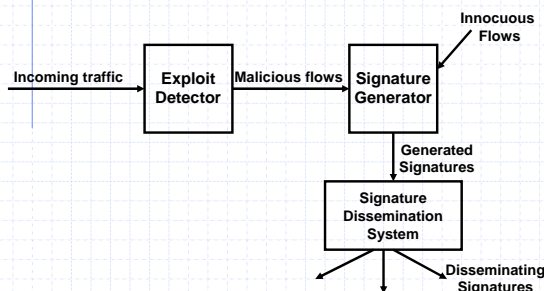 Innocuous
Flows
Incoming traffic
Exploit
Detector
Malicious flows
Signature
Generator
Generated
Signatures
Signature
Dissemination
System
Disseminating
Signatures